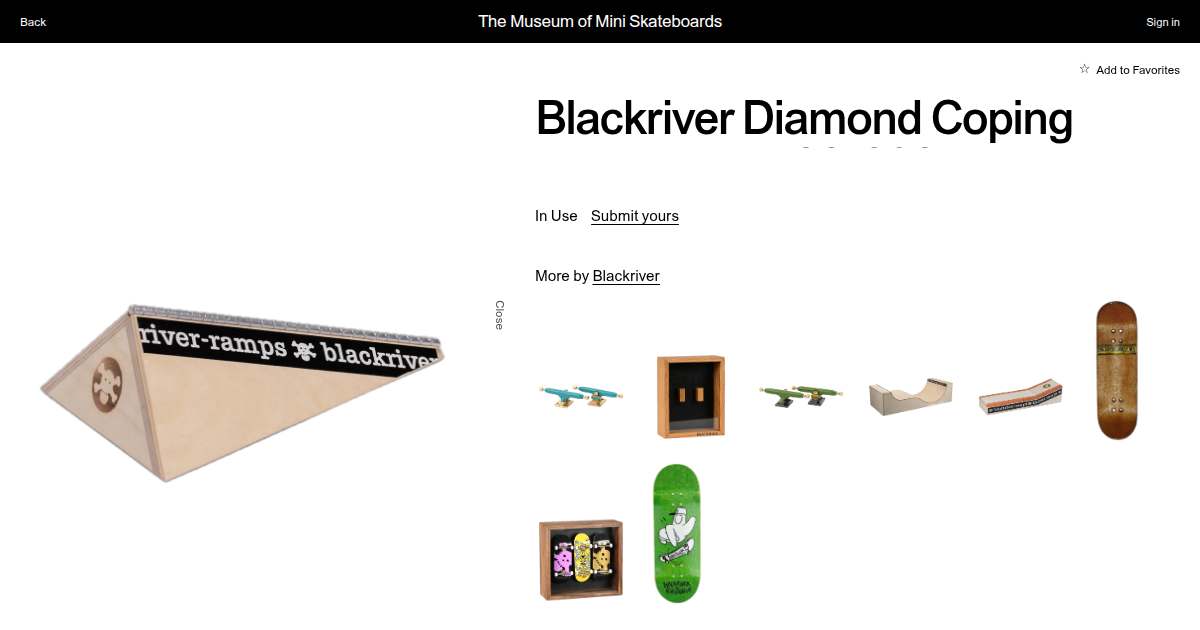 Back
The Museum of Mini Skateboards
Sign in
☆ Add to Favorites
Blackriver Diamond Coping
In Use Submit yours
More by Blackriver
Close
river-ramps blackriver